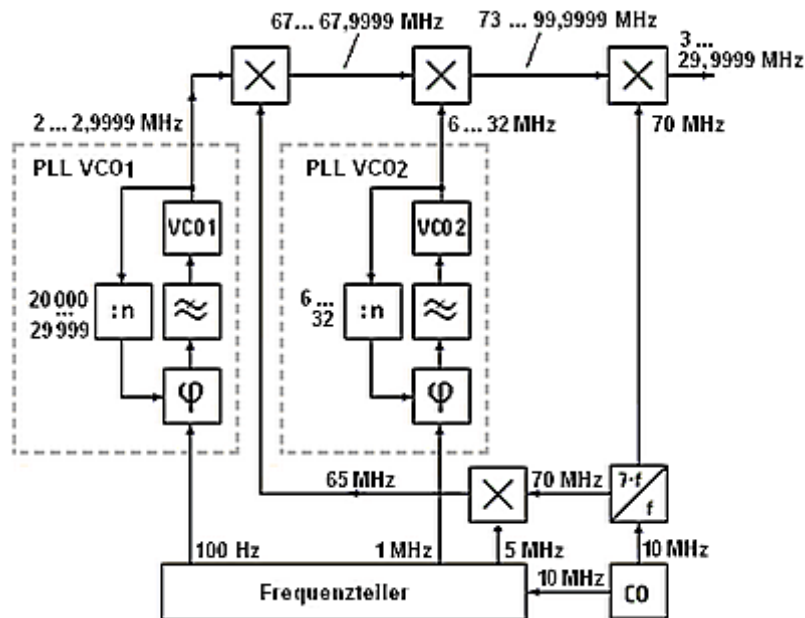 67... 67,9999 MHz
73 ... 99,9999 MHz
3 ...
29,9999 MHz
2 ... 2,9999 MHz
6 ... 32 MHz
70 MHz
PLL VCO1
PLL VCO2
VCO1
VCO2
20 000
...
29 999
:n
6 ...
32
:n
φ
φ
65 MHz
70 MHz
7·f
f
100 Hz
1 MHz
5 MHz
10 MHz
Frequenzteiler
10 MHz
CO